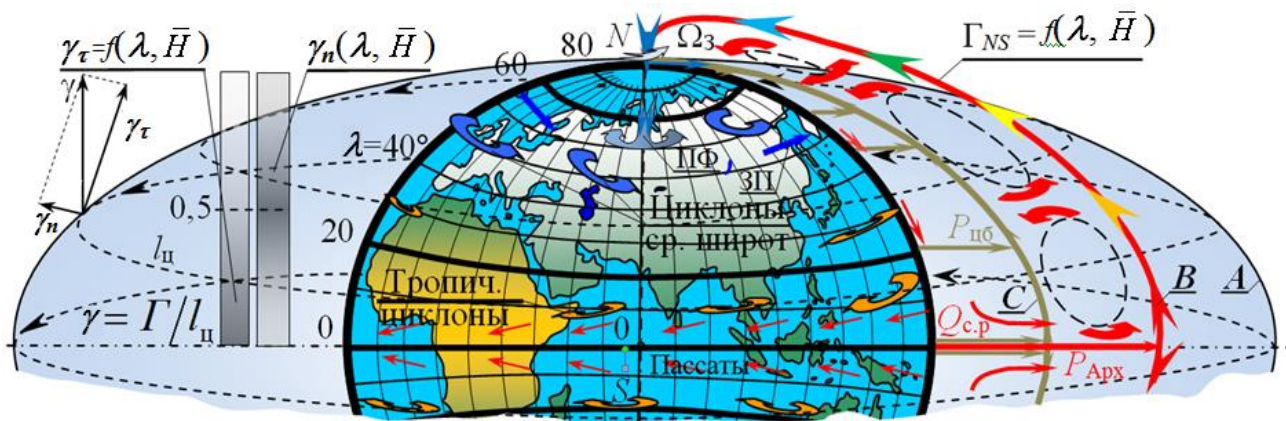 γτ=f(λ, H̅)
γn(λ, H̅)
γ
γτ
γn
0,5
lц
γ = Γ/lц
N
80
60
λ=40°
20
0
Ω З
ΓNS = f(λ, H̅)
ПФ
ЗП
Циклоны
ср. широт
Тропич.
циклоны
0
Пассаты
S
Pцб
C
B
A
Qс.р
PАрх